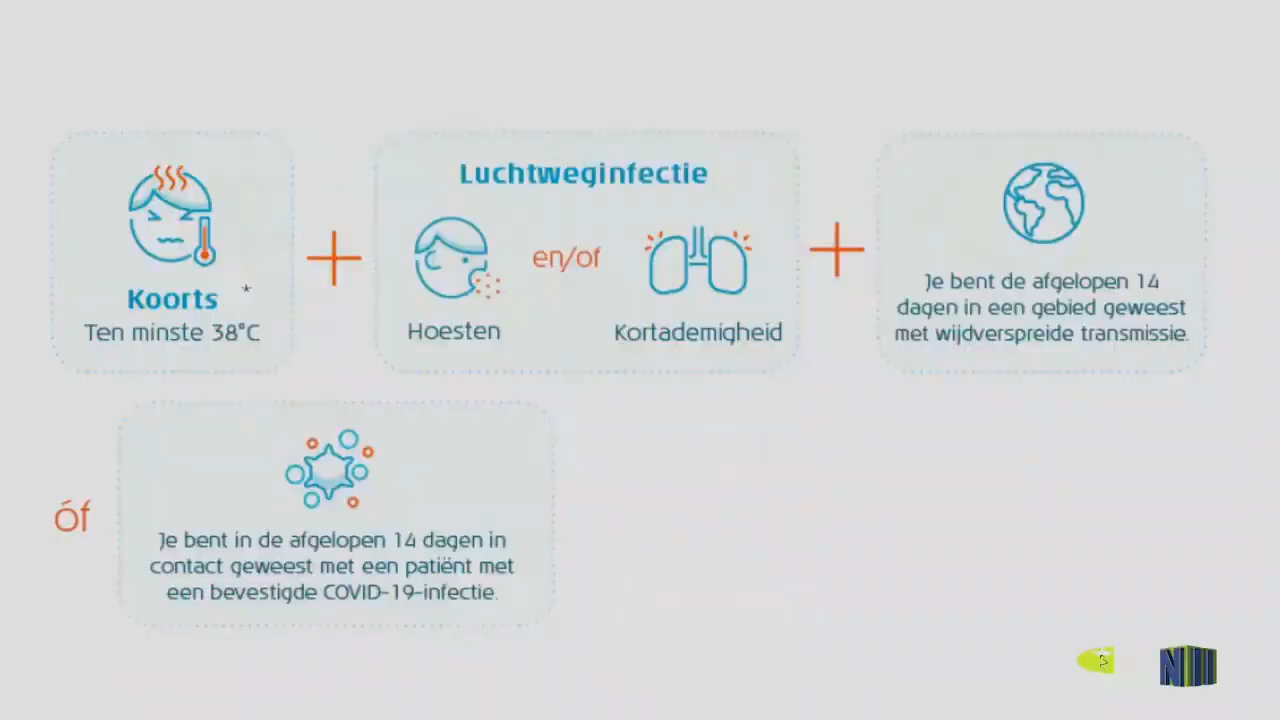 Luchtweginfectie
en/of
Koorts *
Ten minste 38°C
Hoesten
Kortademigheid
Je bent de afgelopen 14
dagen in een gebied geweest
met wijdverspreide transmissie.
óf
Je bent in de afgelopen 14 dagen in
contact geweest met een patiënt met
een bevestigde COVID-19-infectie.